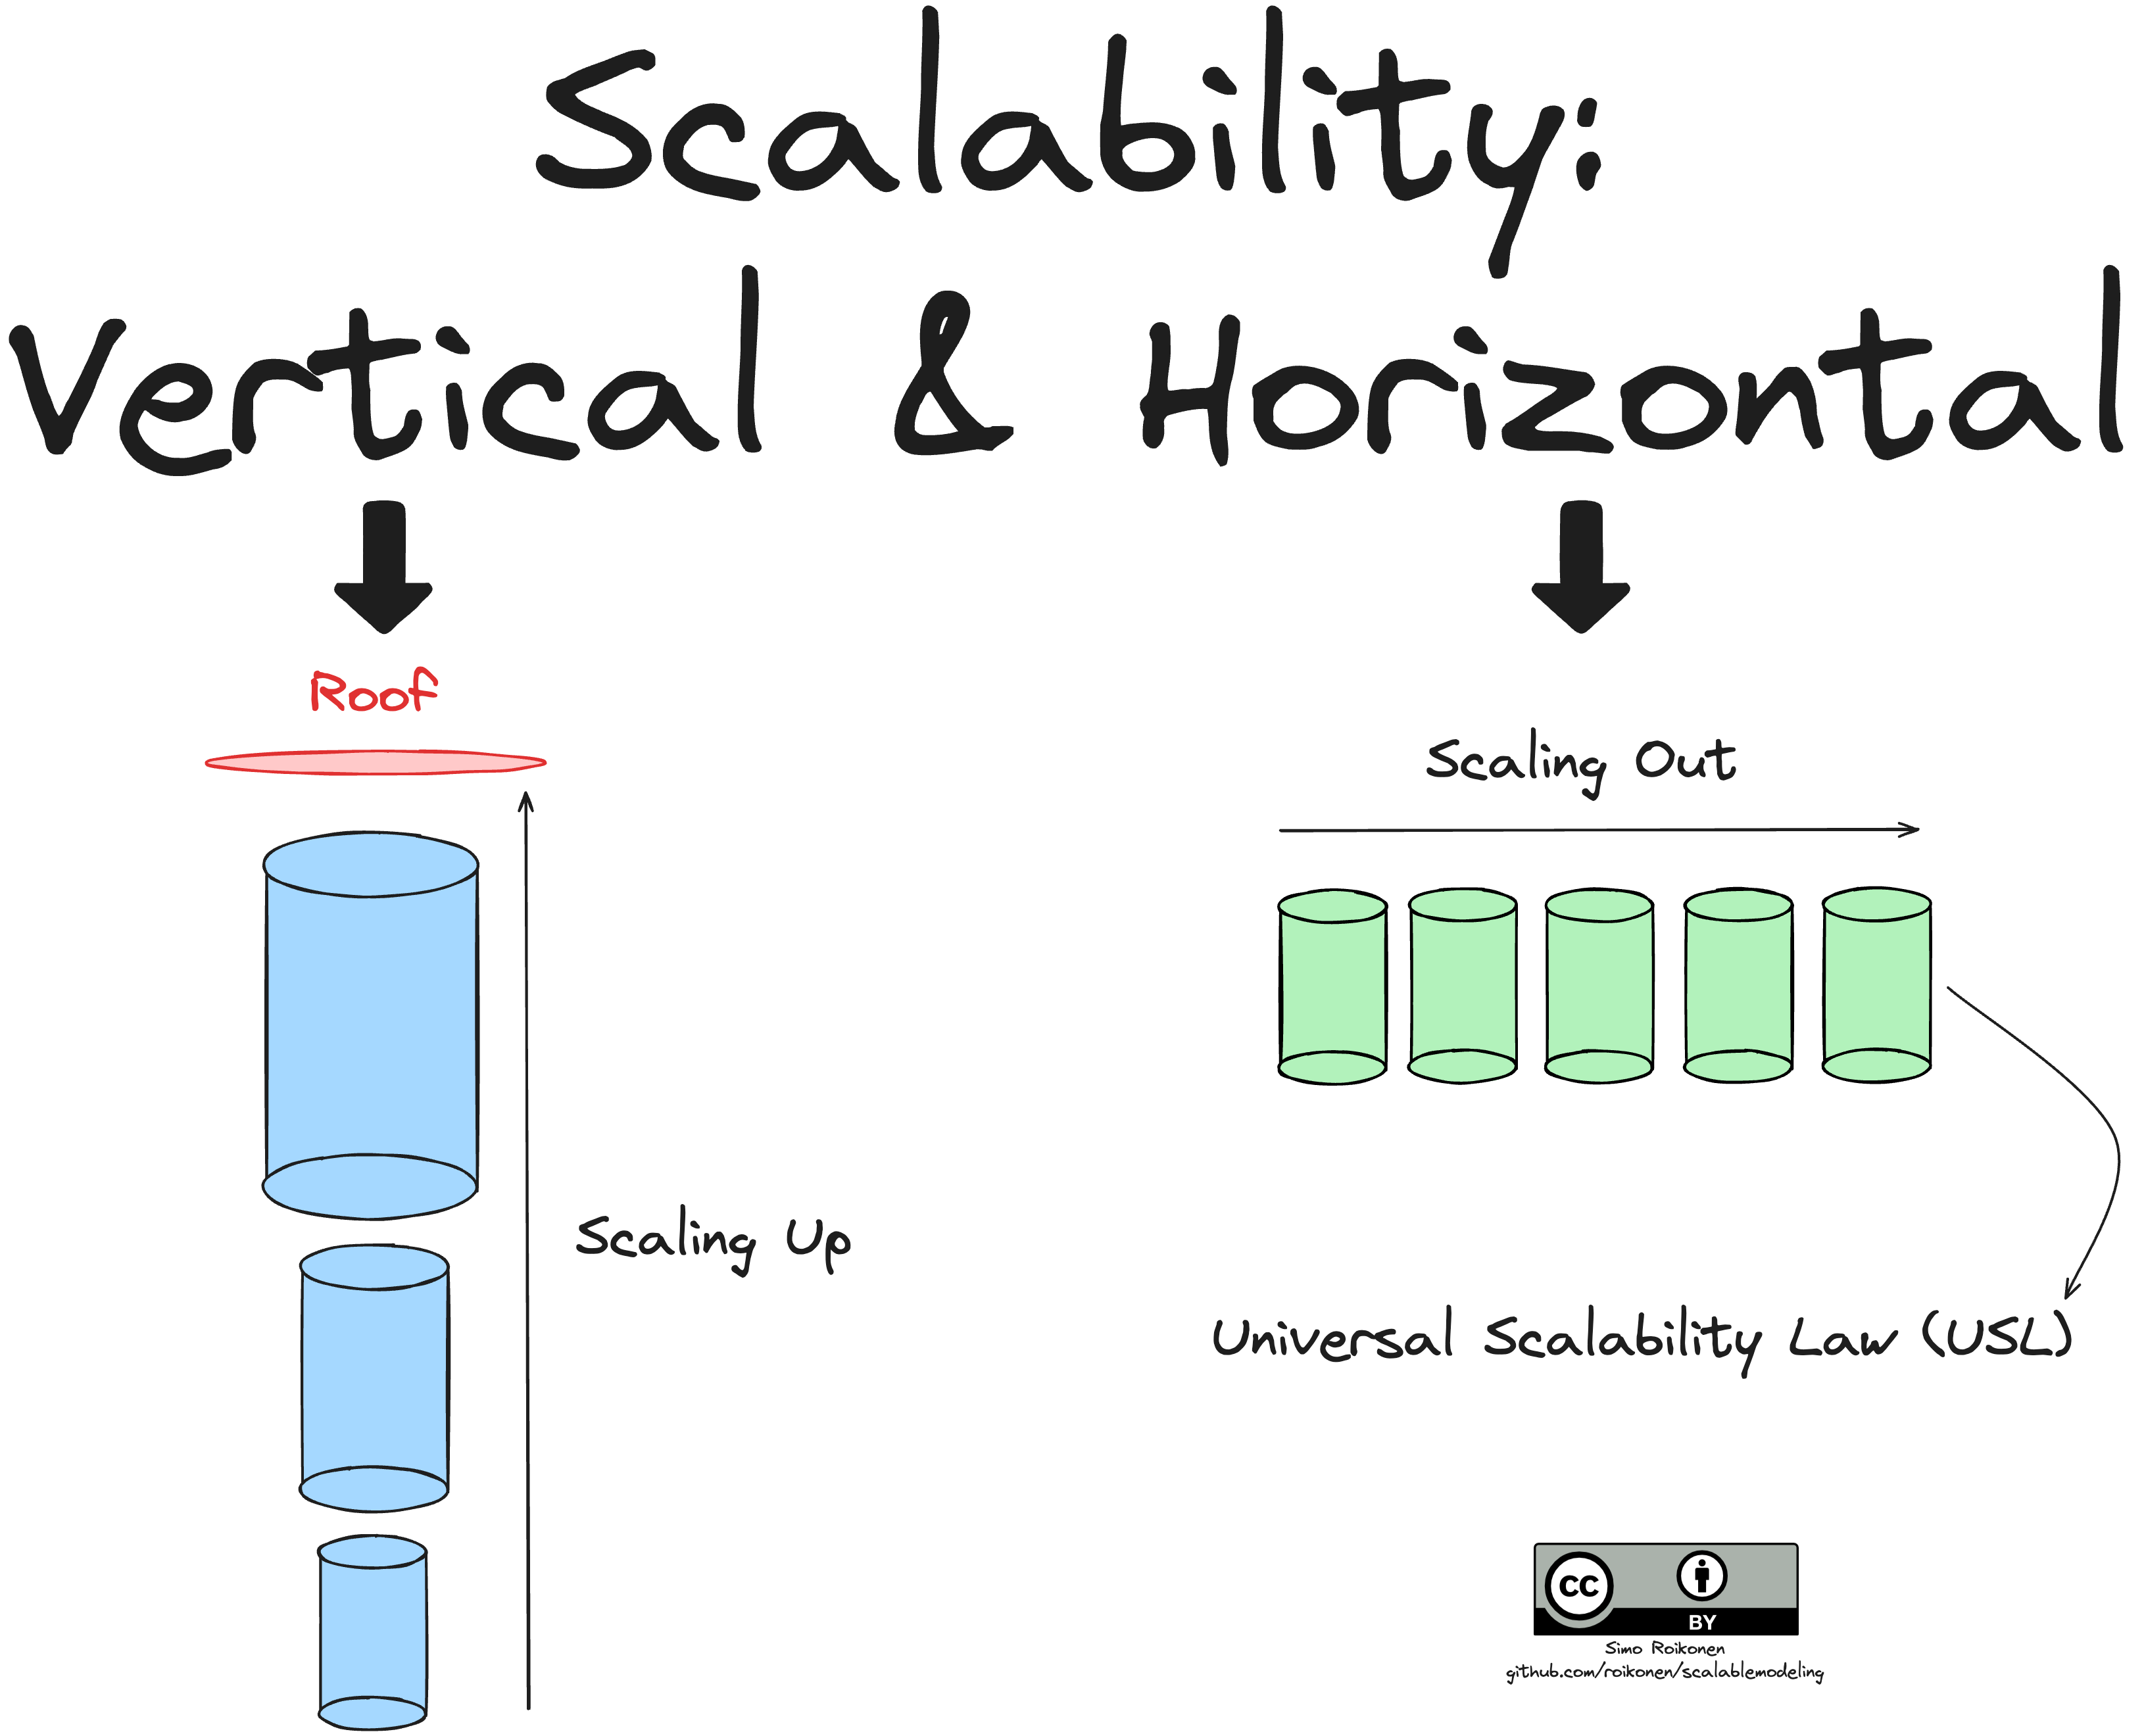 Scalability:
Vertical & Horizontal
Roof
Scaling Up
Scaling Out
Universal Scalability Law (USL)
CC
BY
Simo Roikonen
github.com/roikonen/scalablemodeling